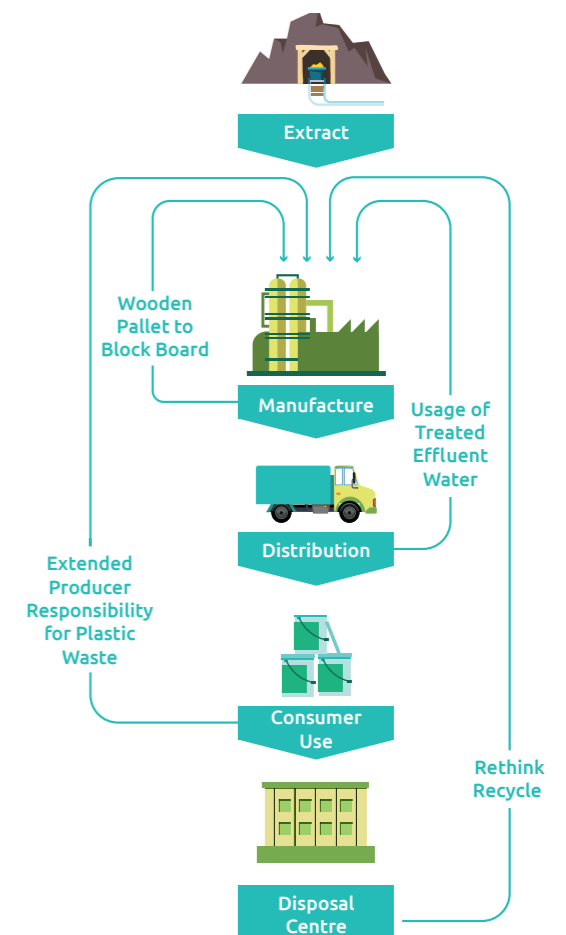 Extract
Wooden
Pallet to
Block Board
Manufacture
Usage of
Treated
Effluent
Water
Distribution
Extended
Producer
Responsibility
for Plastic
Waste
Consumer
Use
Rethink
Recycle
Disposal
Centre